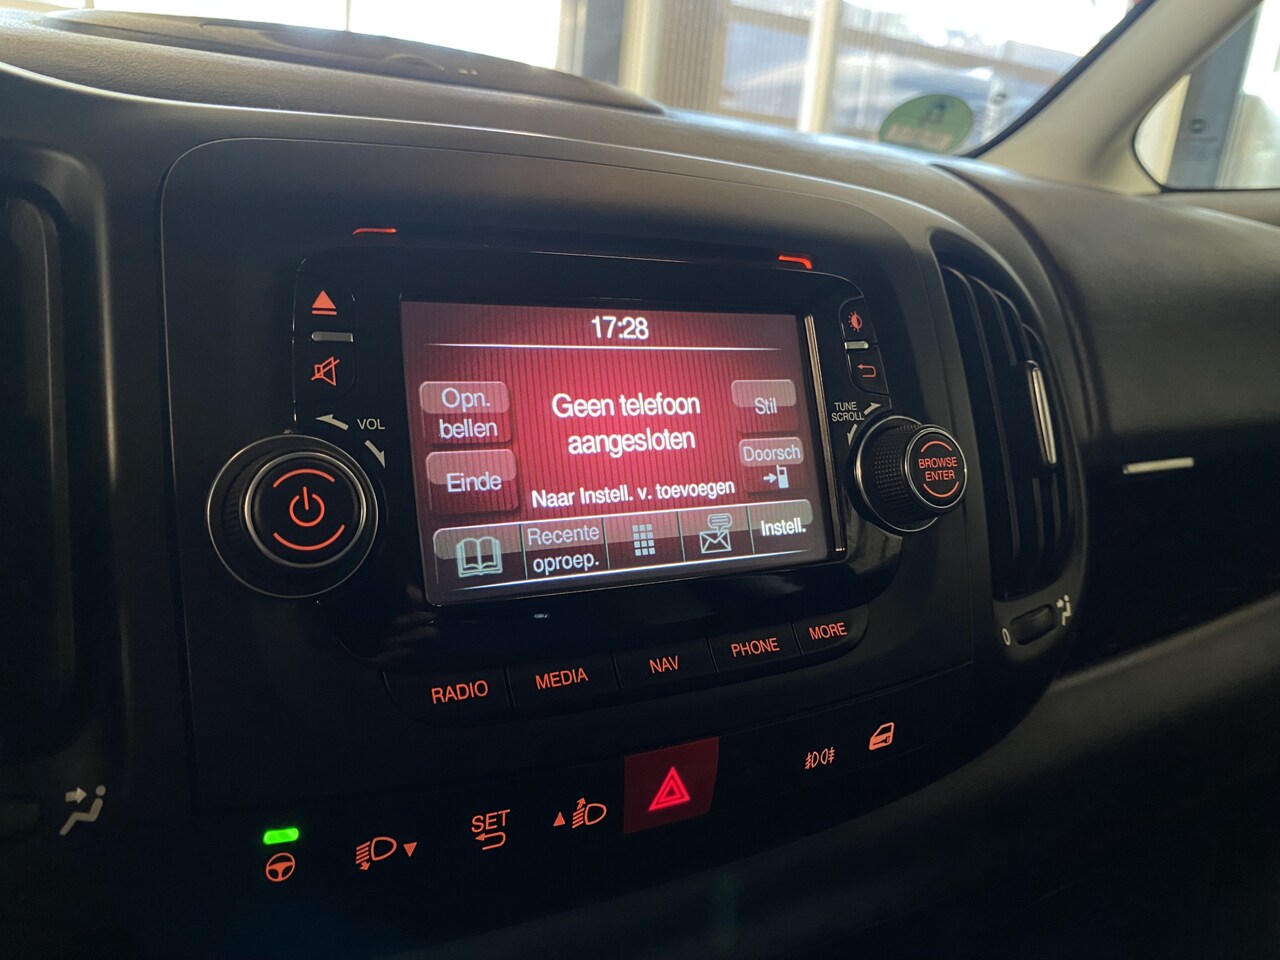 17:28
Opn.
bellen
Geen telefoon
aangesloten
Stil
Doorsch
Einde
Naar Instell. v. toevoegen
Recente
oproep.
Instell.
VOL
TUNE
SCROLL
BROWSE
ENTER
RADIO
MEDIA
NAV
PHONE
MORE
0
SET